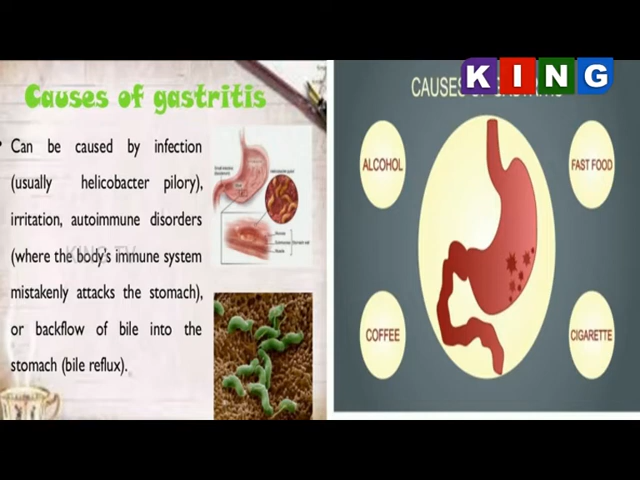 KING
Causes of gastritis
Can be caused by infection
(usually helicobacter pilory),
irritation, autoimmune disorders
(where the body's immune system
mistakenly attacks the stomach),
or backflow of bile into the
stomach (bile reflux).
KING TV
CAUSES OF GASTRITIS
ALCOHOL
FAST FOOD
COFFEE
CIGARETTE